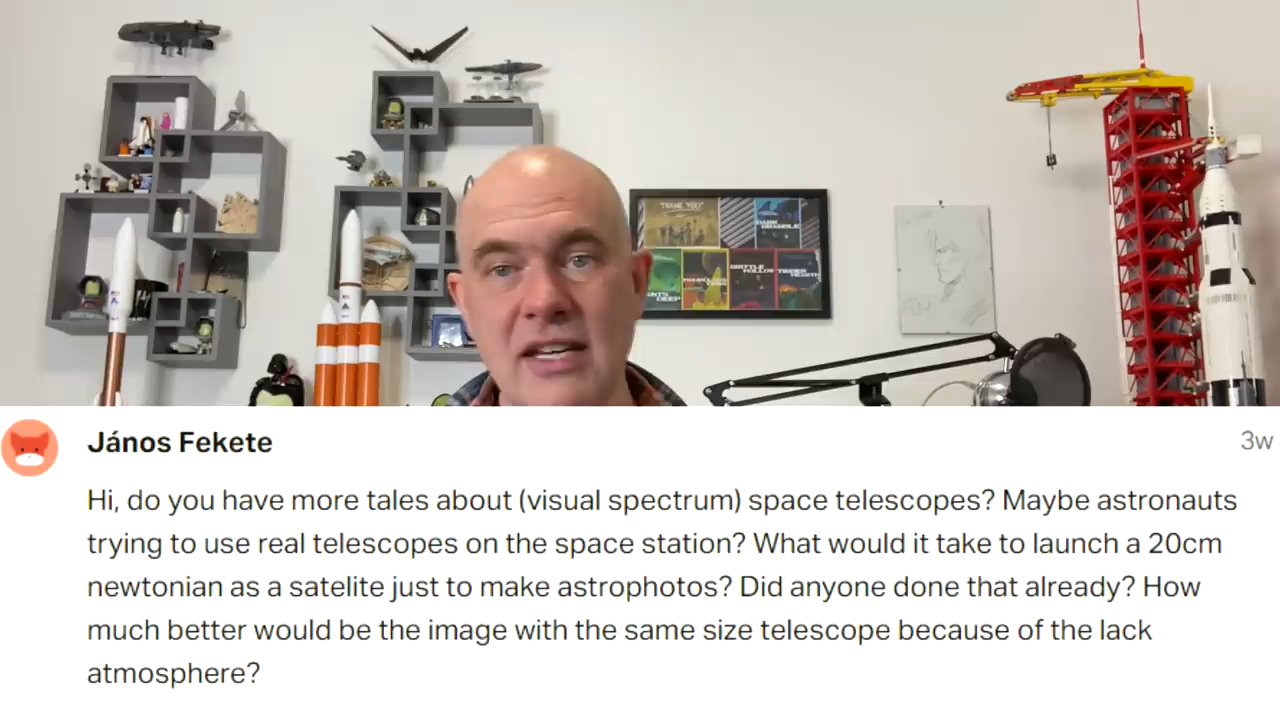 THANK YOU!
János Fekete
3w
Hi, do you have more tales about (visual spectrum) space telescopes? Maybe astronauts
trying to use real telescopes on the space station? What would it take to launch a 20cm
newtonian as a satelite just to make astrophotos? Did anyone done that already? How
much better would be the image with the same size telescope because of the lack
atmosphere?